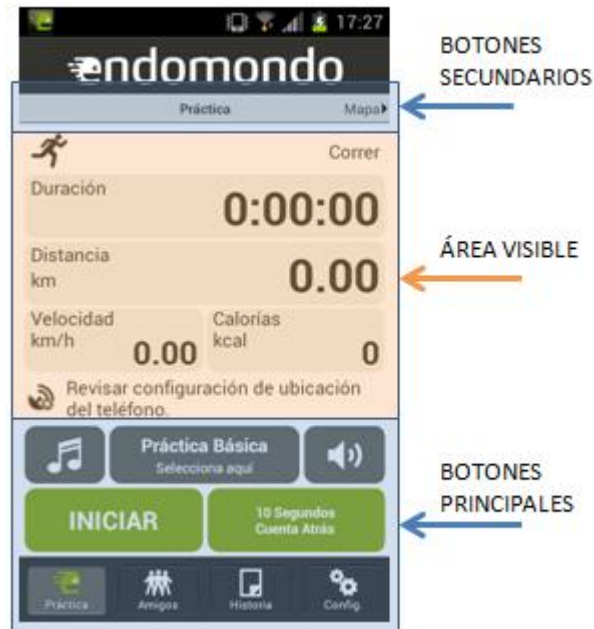 17:27
endomondo
BOTONES
SECUNDARIOS
Práctica
Mapa
Correr
Duración
0:00:00
Distancia
km
0.00
ÁREA VISIBLE
Velocidad
km/h
0.00
Calorías
kcal
0
Revisar configuración de ubicación
del teléfono.
Práctica Básica
Selecciona aquí
INICIAR
10 Segundos
Cuenta Atrás
BOTONES
PRINCIPALES
Práctica
Amigos
Historia
Config.